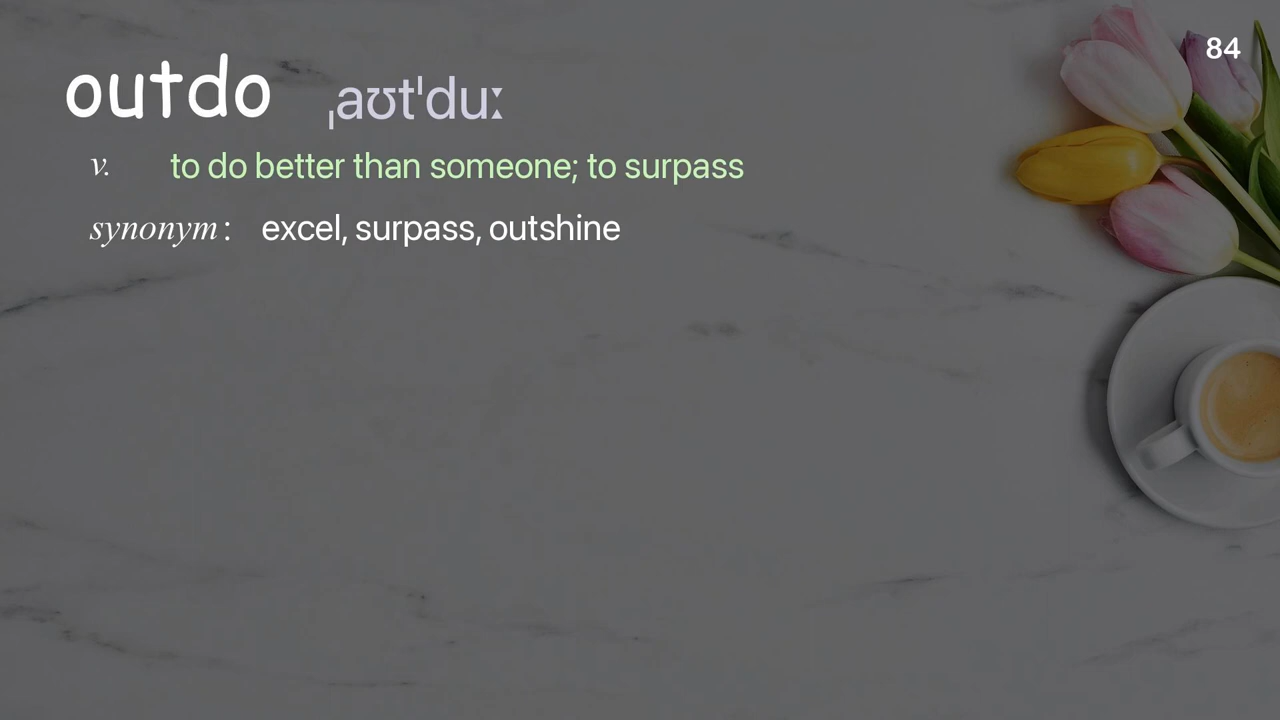 84
outdo ˌaʊtˈduː
v. to do better than someone; to surpass
synonym: excel, surpass, outshine